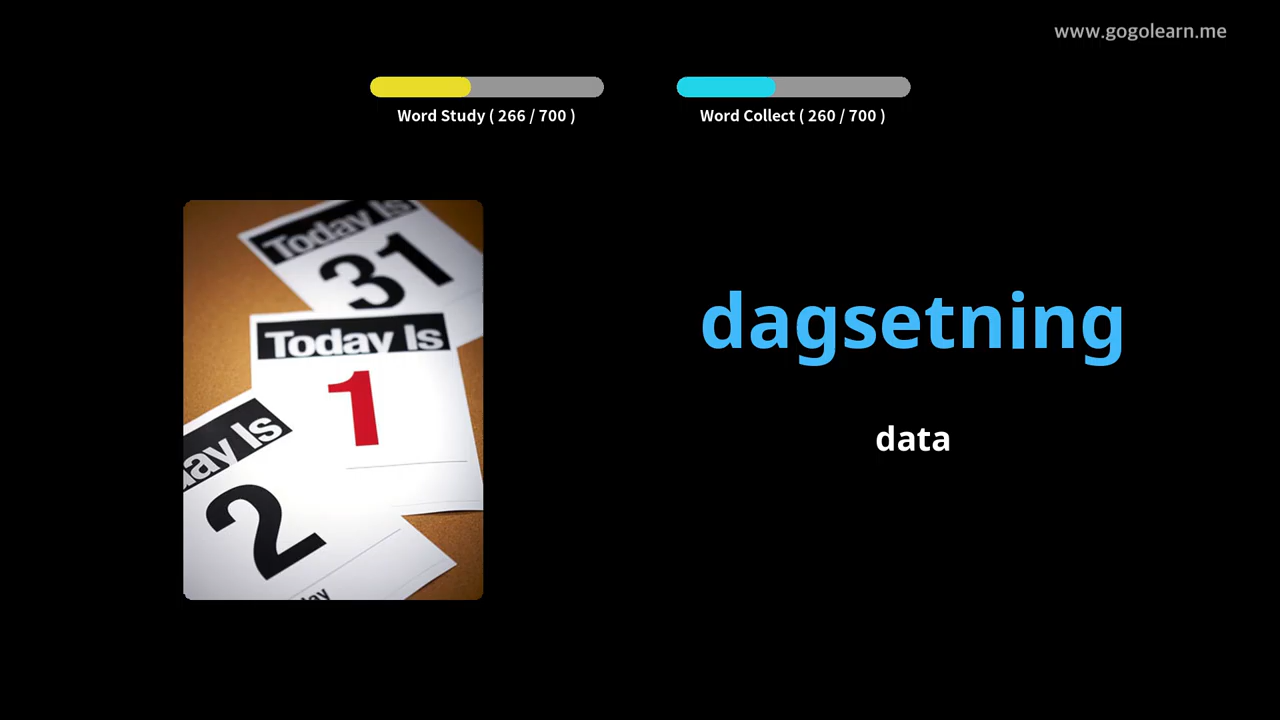 www.gogolearn.me
Word Study ( 266 / 700 )
Word Collect ( 260 / 700 )
Today Is
31
Today Is
1
day Is
2
dagsetning
data